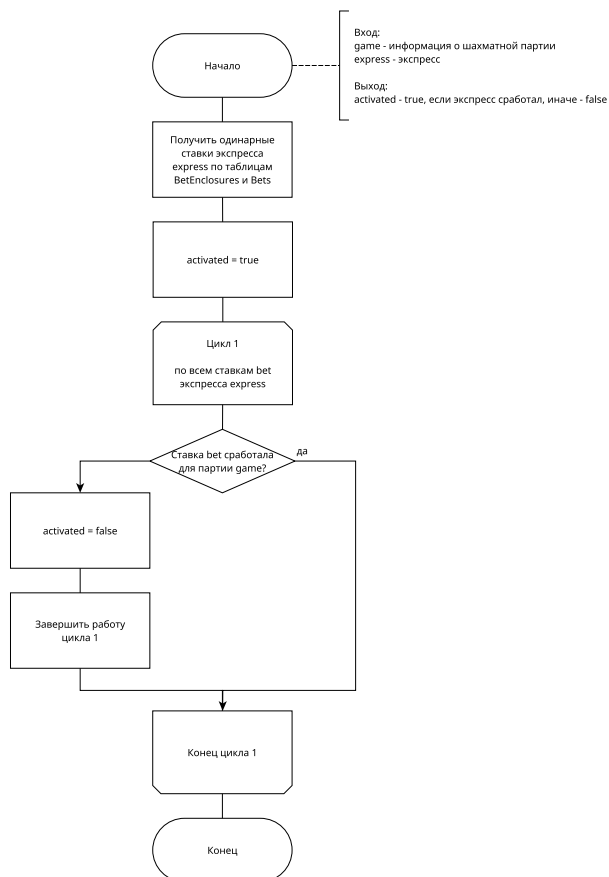 Вход:
game - информация о шахматной партии
express - экспресс
Выход:
activated - true, если экспресс сработал, иначе - false
Начало
Получить одинарные
ставки экспресса
express по таблицам
BetEnclosures и Bets
activated = true
Цикл 1
по всем ставкам bet
экспресса express
Ставка bet сработала
для партии game?
да
activated = false
Завершить работу
цикла 1
Конец цикла 1
Конец